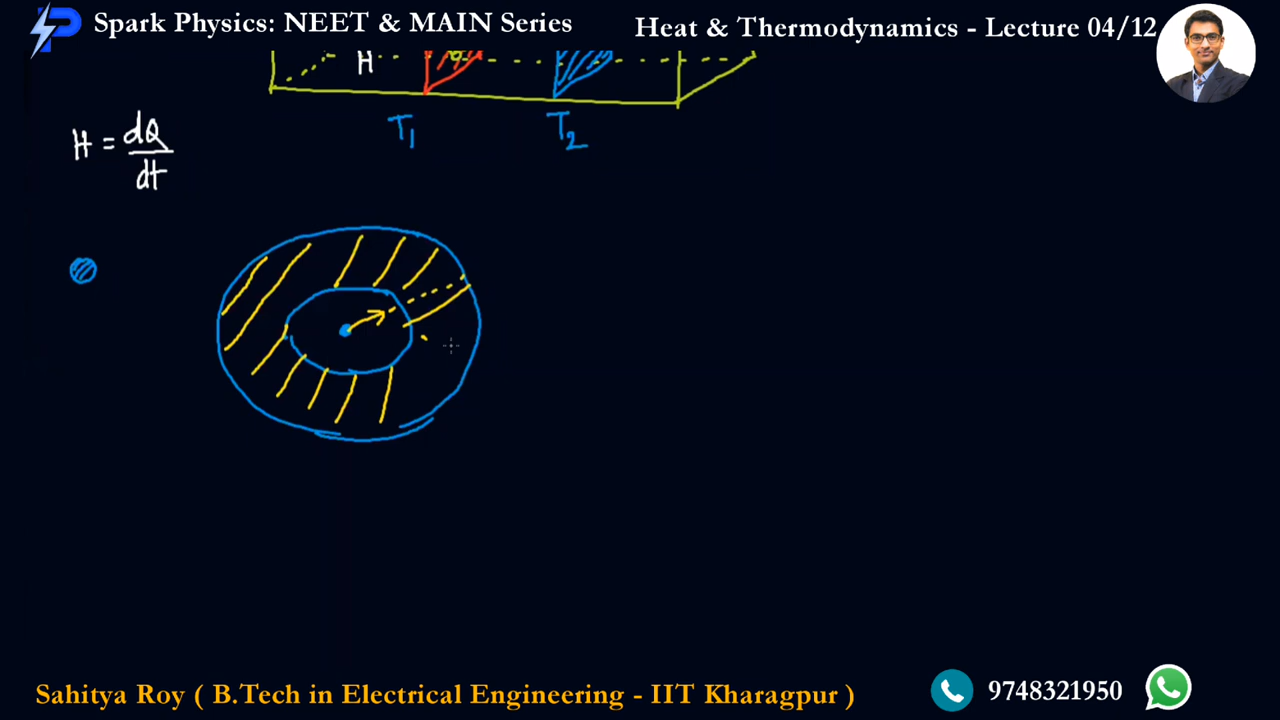 Spark Physics: NEET & MAIN Series
Heat & Thermodynamics - Lecture 04/12
H
T1
T2
H = dQ/dt
Sahitya Roy ( B.Tech in Electrical Engineering - IIT Kharagpur )
9748321950